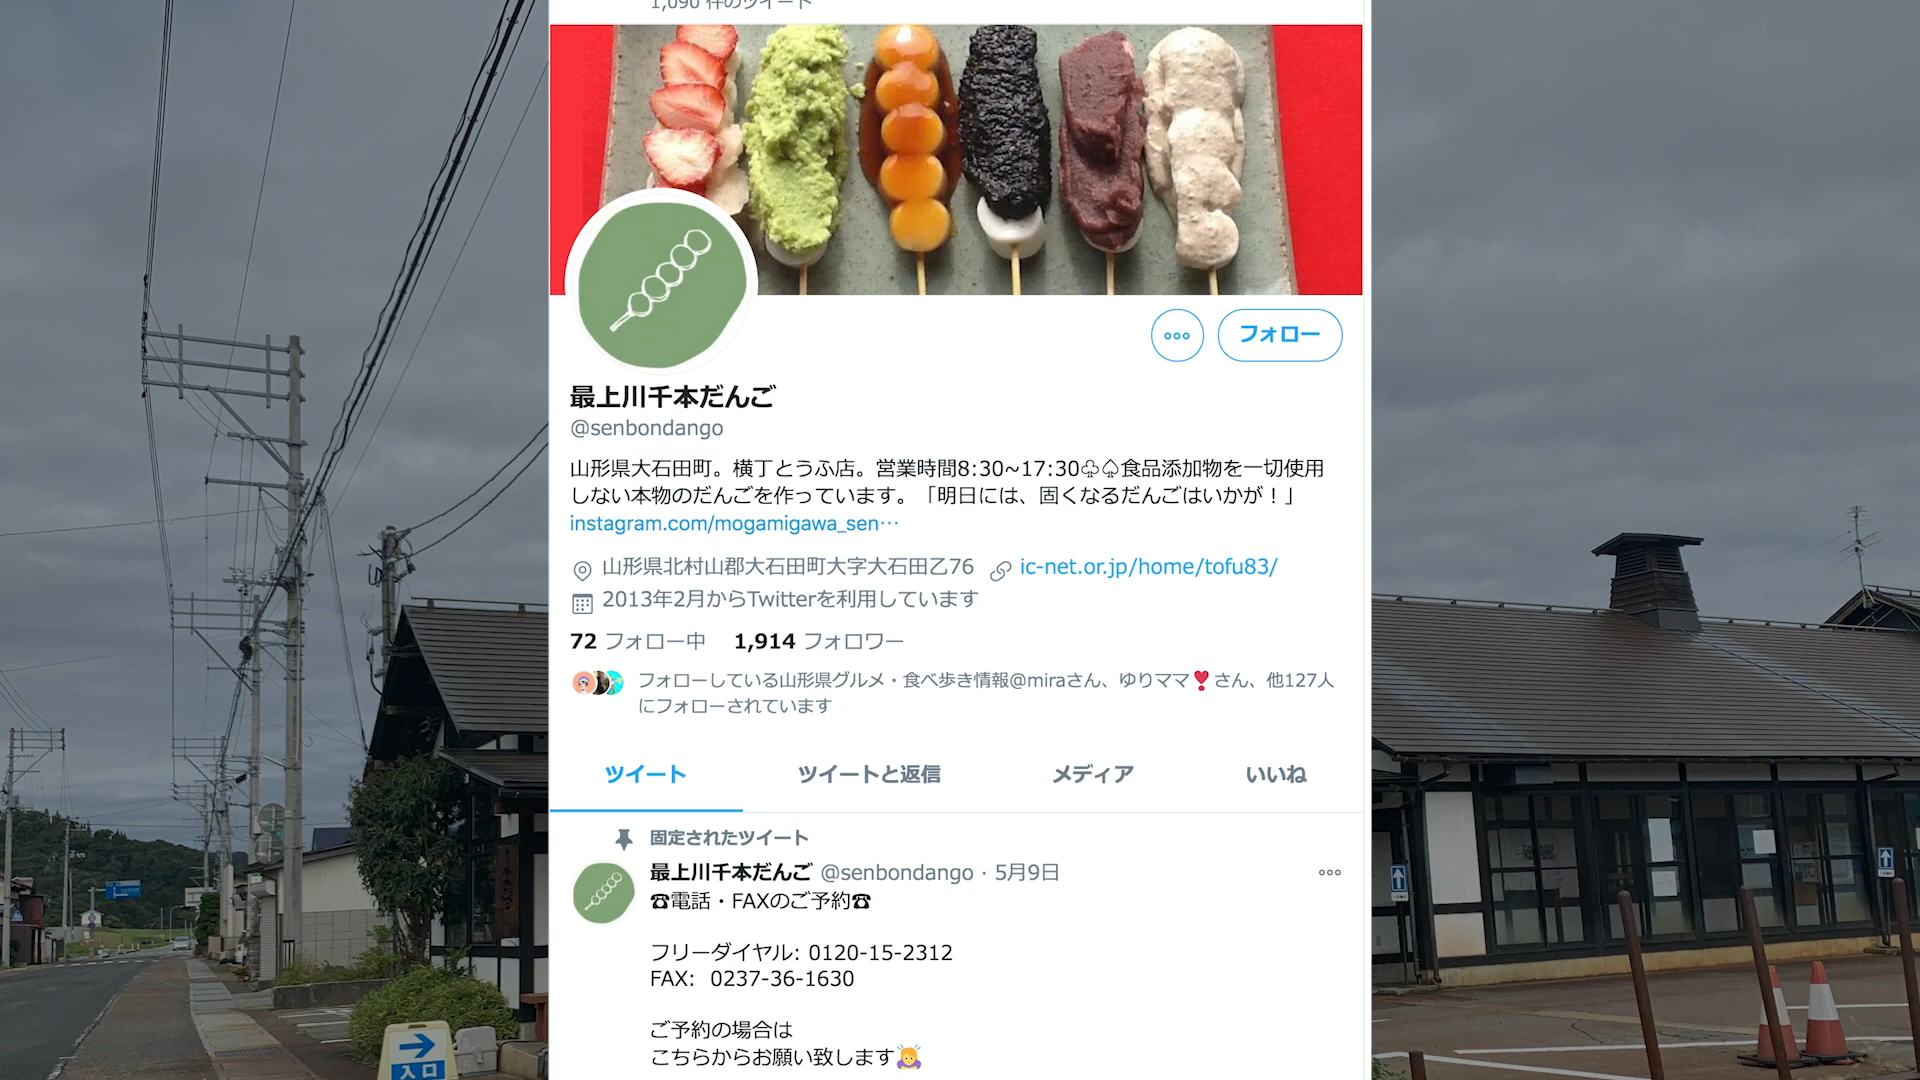 1,090 件のツイート
フォロー
最上川千本だんご
@senbondango
山形県大石田町。横丁とうふ店。営業時間8:30~17:30♧♤食品添加物を一切使用
しない本物のだんごを作っています。「明日には、固くなるだんごはいかが！」
instagram.com/mogamigawa_sen…
山形県北村山郡大石田町大字大石田乙76 ic-net.or.jp/home/tofu83/
2013年2月からTwitterを利用しています
72 フォロー中 1,914 フォロワー
フォローしている山形県グルメ・食べ歩き情報@miraさん、ゆりママ❣️さん、他127人
にフォローされています
ツイート ツイートと返信 メディア いいね
固定されたツイート
最上川千本だんご @senbondango · 5月9日
☎電話・FAXのご予約☎
フリーダイヤル: 0120-15-2312
FAX: 0237-36-1630
ご予約の場合は
こちらからお願い致します🙇
入口